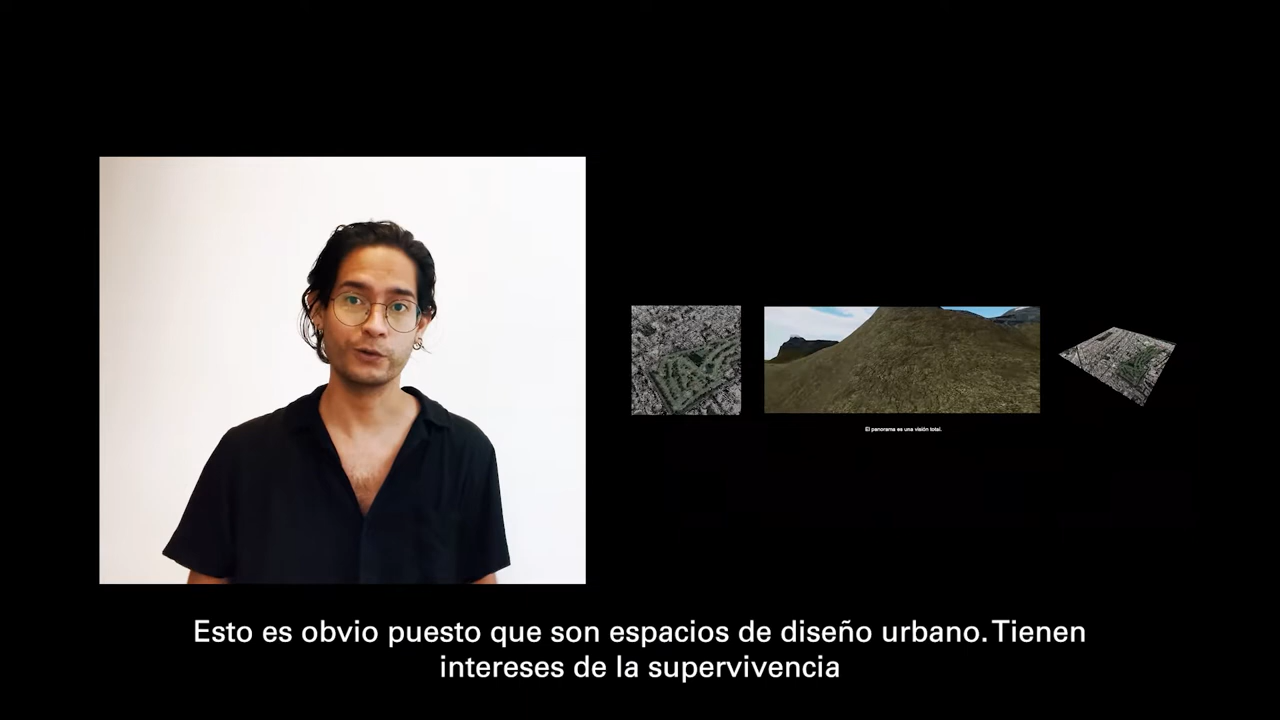 El panorama es una visión total.
Esto es obvio puesto que son espacios de diseño urbano. Tienen
intereses de la supervivencia